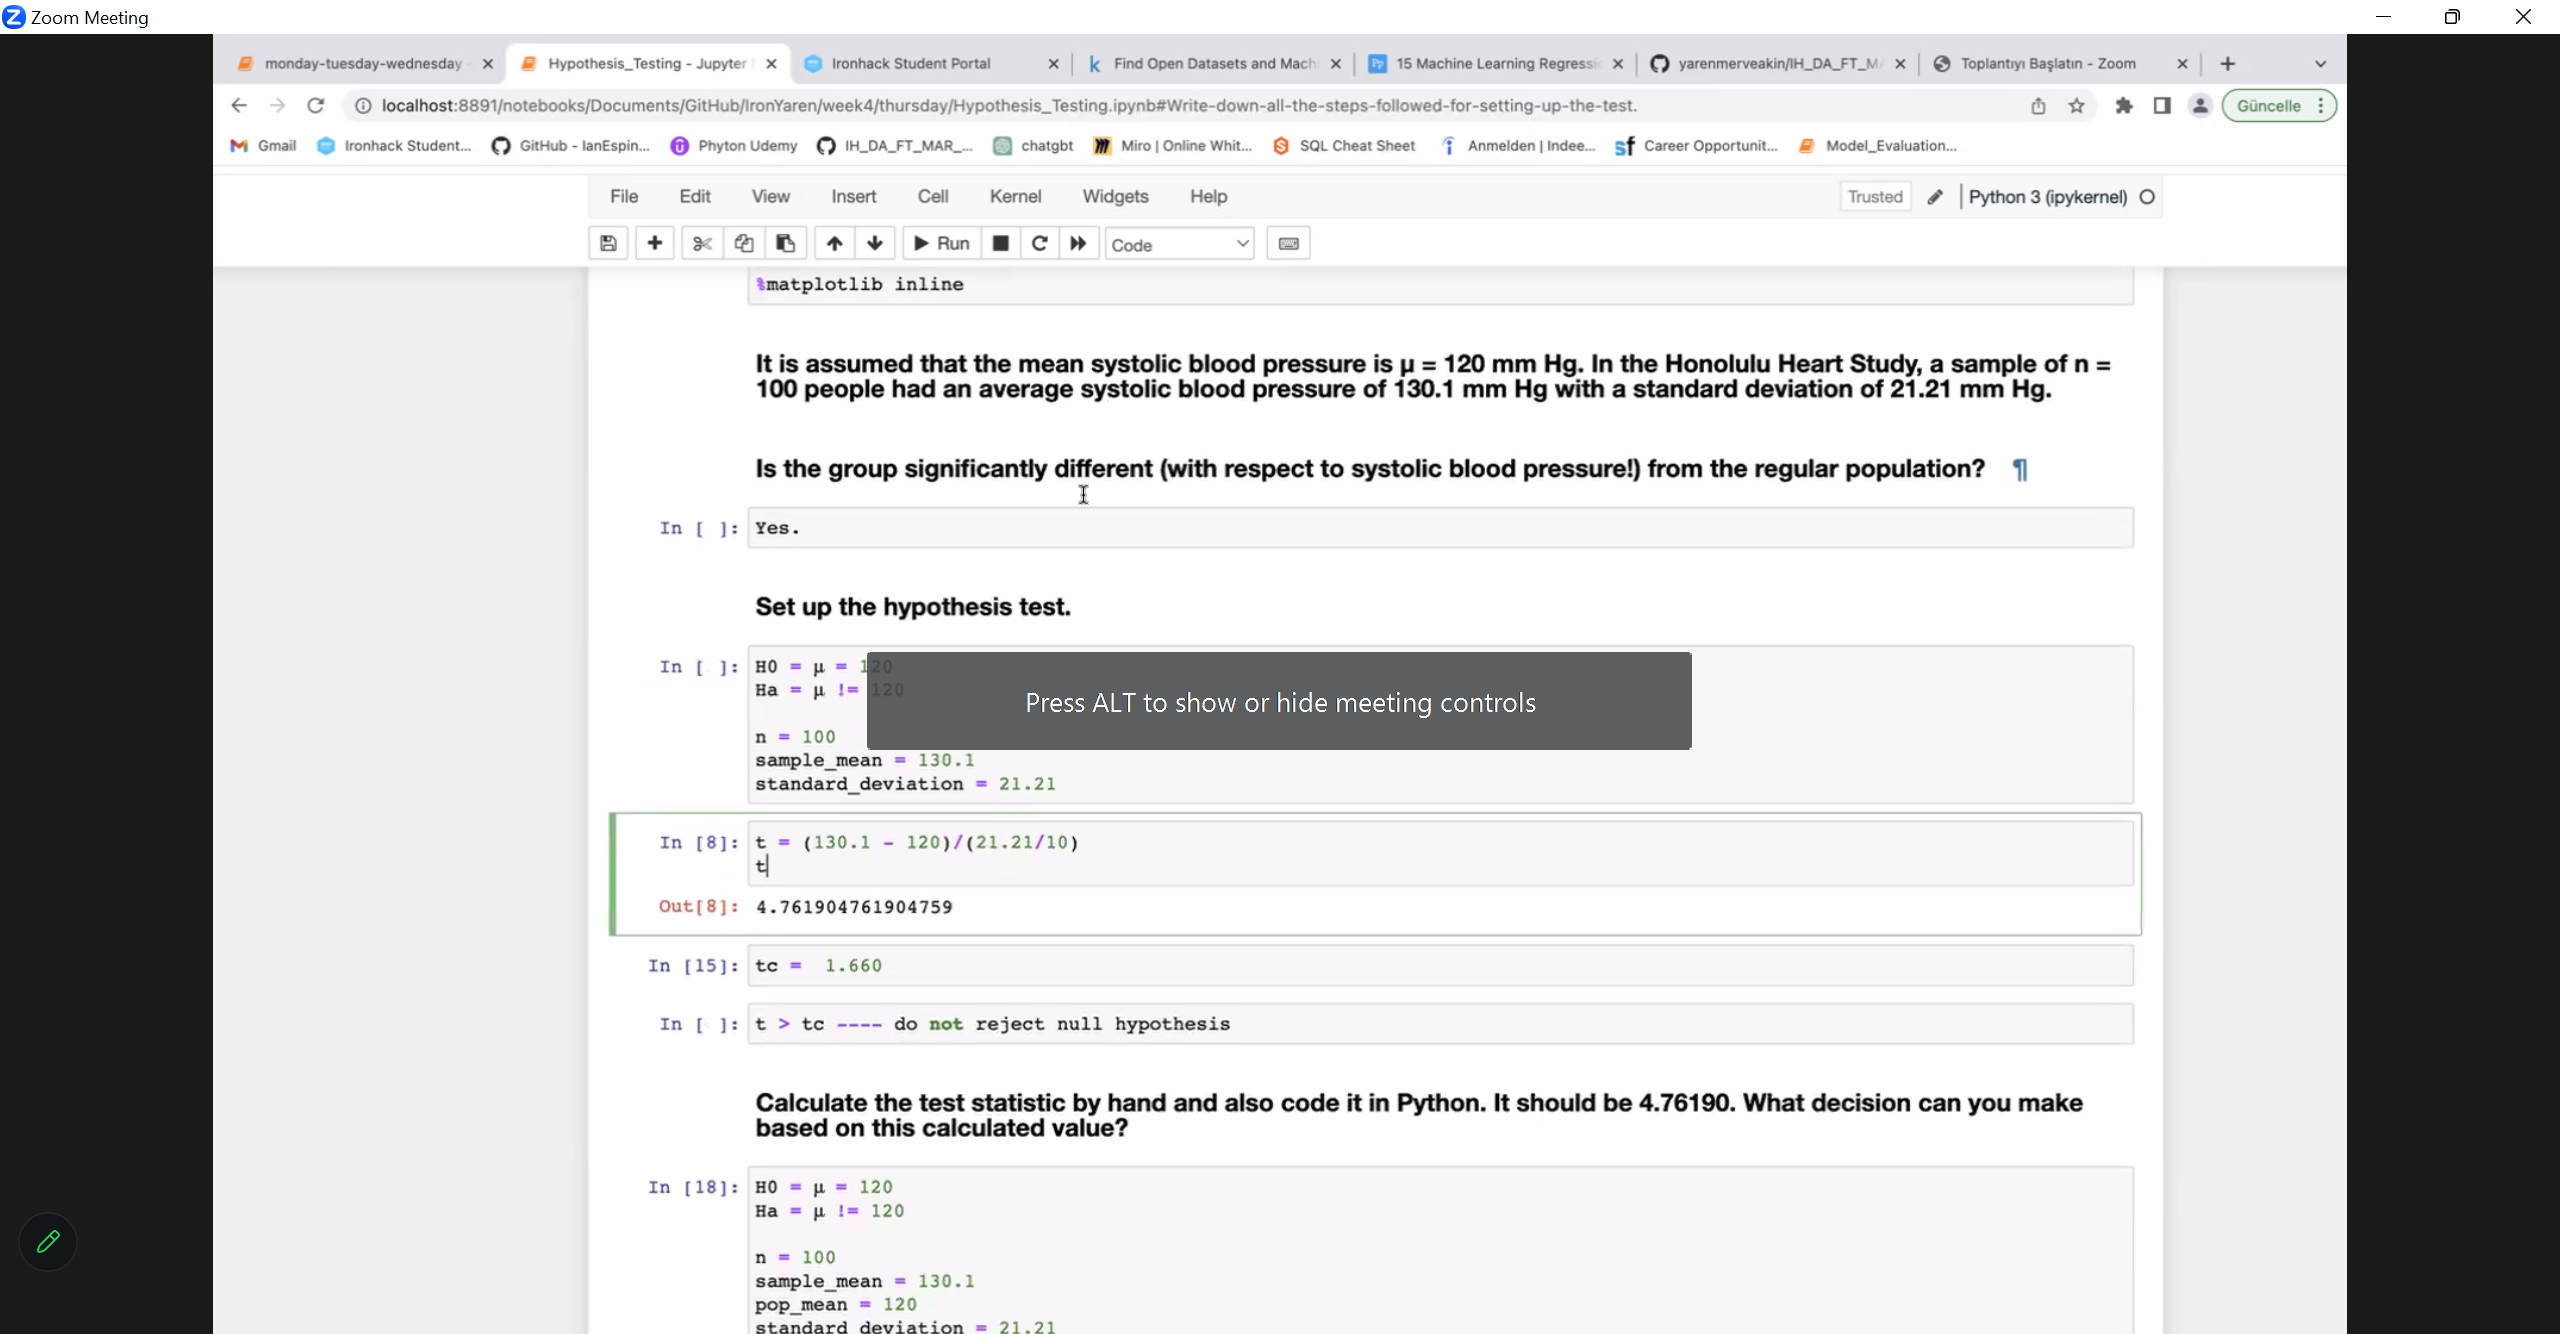 Zoom Meeting
monday-tuesday-wednesday
Hypothesis_Testing - Jupyter
Ironhack Student Portal
Find Open Datasets and Mach
15 Machine Learning Regressi
yarenmerveakin/IH_DA_FT_M
Toplantıyı Başlatın - Zoom
localhost:8891/notebooks/Documents/GitHub/IronYaren/week4/thursday/Hypothesis_Testing.ipynb#Write-down-all-the-steps-followed-for-setting-up-the-test.
Güncelle
Gmail
Ironhack Student...
GitHub - IanEspin...
Phyton Udemy
IH_DA_FT_MAR_...
chatgbt
Miro | Online Whit...
SQL Cheat Sheet
Anmelden | Indee...
Career Opportunit...
Model_Evaluation...
File Edit View Insert Cell Kernel Widgets Help
Trusted
Python 3 (ipykernel)
Run
Code
%matplotlib inline
It is assumed that the mean systolic blood pressure is μ = 120 mm Hg. In the Honolulu Heart Study, a sample of n =
100 people had an average systolic blood pressure of 130.1 mm Hg with a standard deviation of 21.21 mm Hg.
Is the group significantly different (with respect to systolic blood pressure!) from the regular population? ¶
In [ ]: Yes.
Set up the hypothesis test.
In [ ]: H0 = μ = 120
Ha = μ != 120
Press ALT to show or hide meeting controls
n = 100
sample_mean = 130.1
standard_deviation = 21.21
In [8]: t = (130.1 - 120)/(21.21/10)
t
Out[8]: 4.761904761904759
In [15]: tc = 1.660
In [ ]: t > tc ---- do not reject null hypothesis
Calculate the test statistic by hand and also code it in Python. It should be 4.76190. What decision can you make
based on this calculated value?
In [18]: H0 = μ = 120
Ha = μ != 120
n = 100
sample_mean = 130.1
pop_mean = 120
standard deviation = 21.21